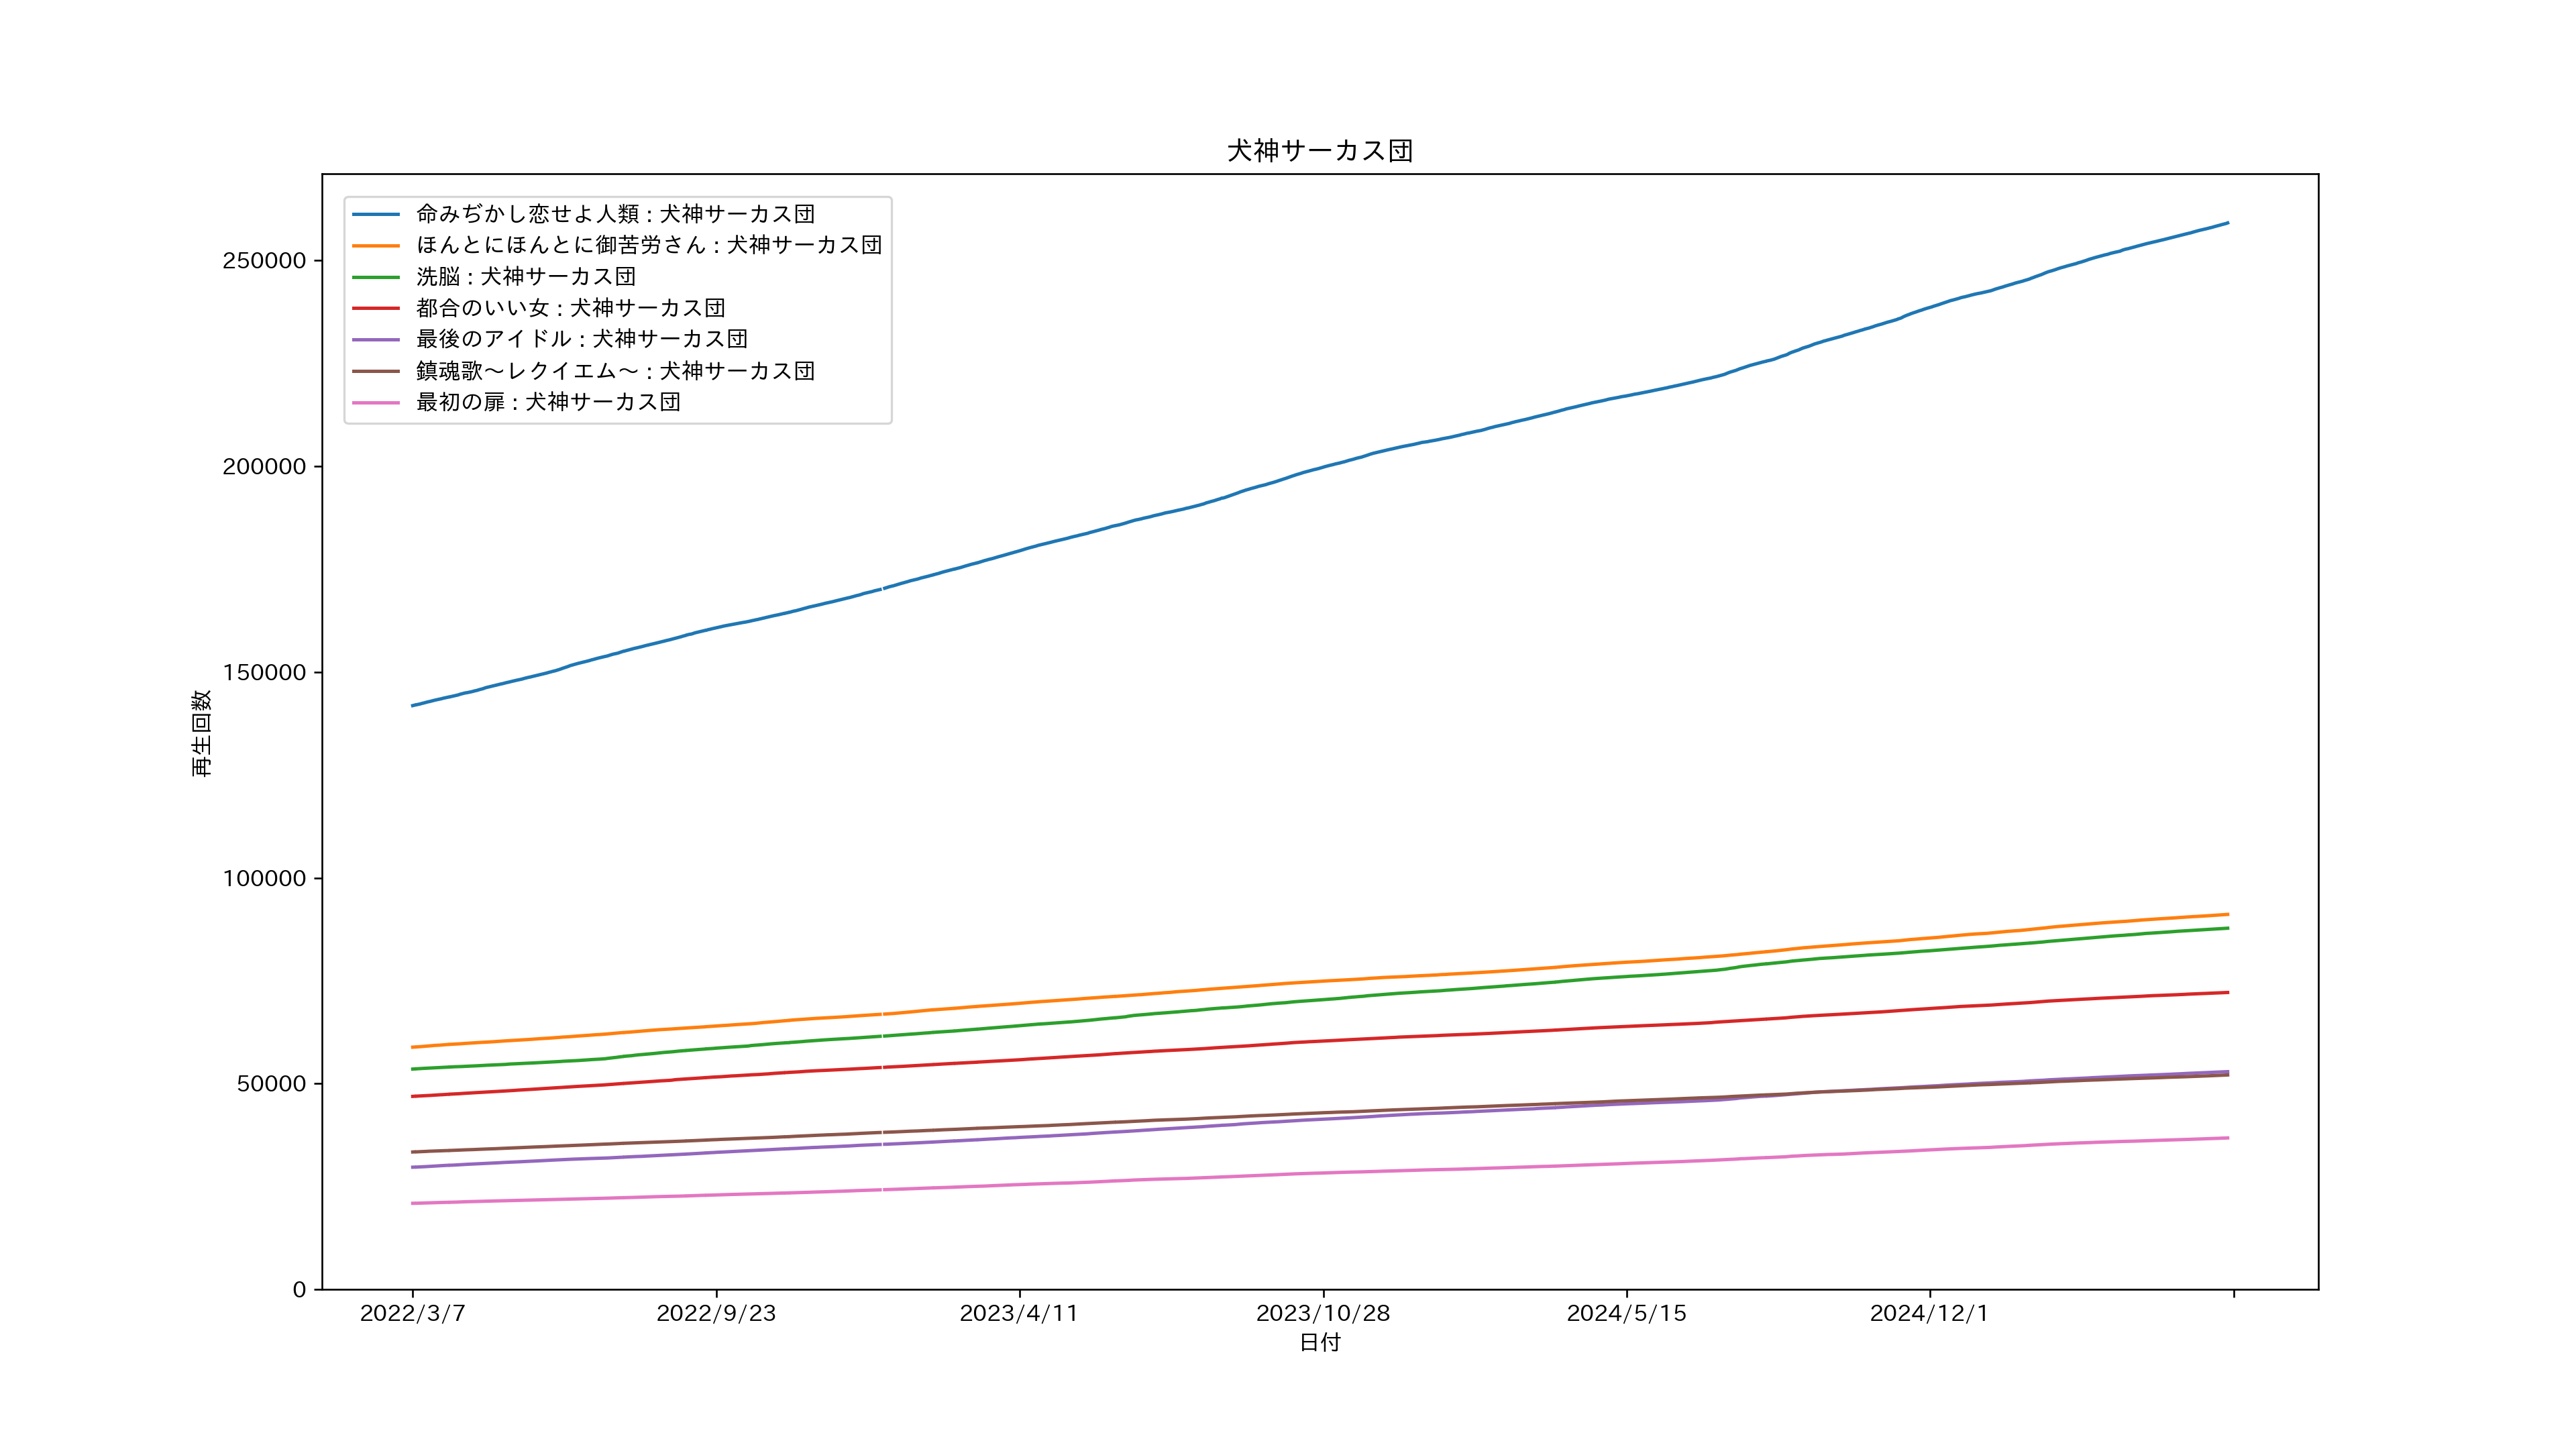 犬神サーカス団
命みぢかし恋せよ人類 : 犬神サーカス団
ほんとにほんとに御苦労さん : 犬神サーカス団
洗脳 : 犬神サーカス団
都合のいい女 : 犬神サーカス団
最後のアイドル : 犬神サーカス団
鎮魂歌～レクイエム～ : 犬神サーカス団
最初の扉 : 犬神サーカス団
250000
200000
150000
100000
50000
0
再生回数
2022/3/7 2022/9/23 2023/4/11 2023/10/28 2024/5/15 2024/12/1
日付